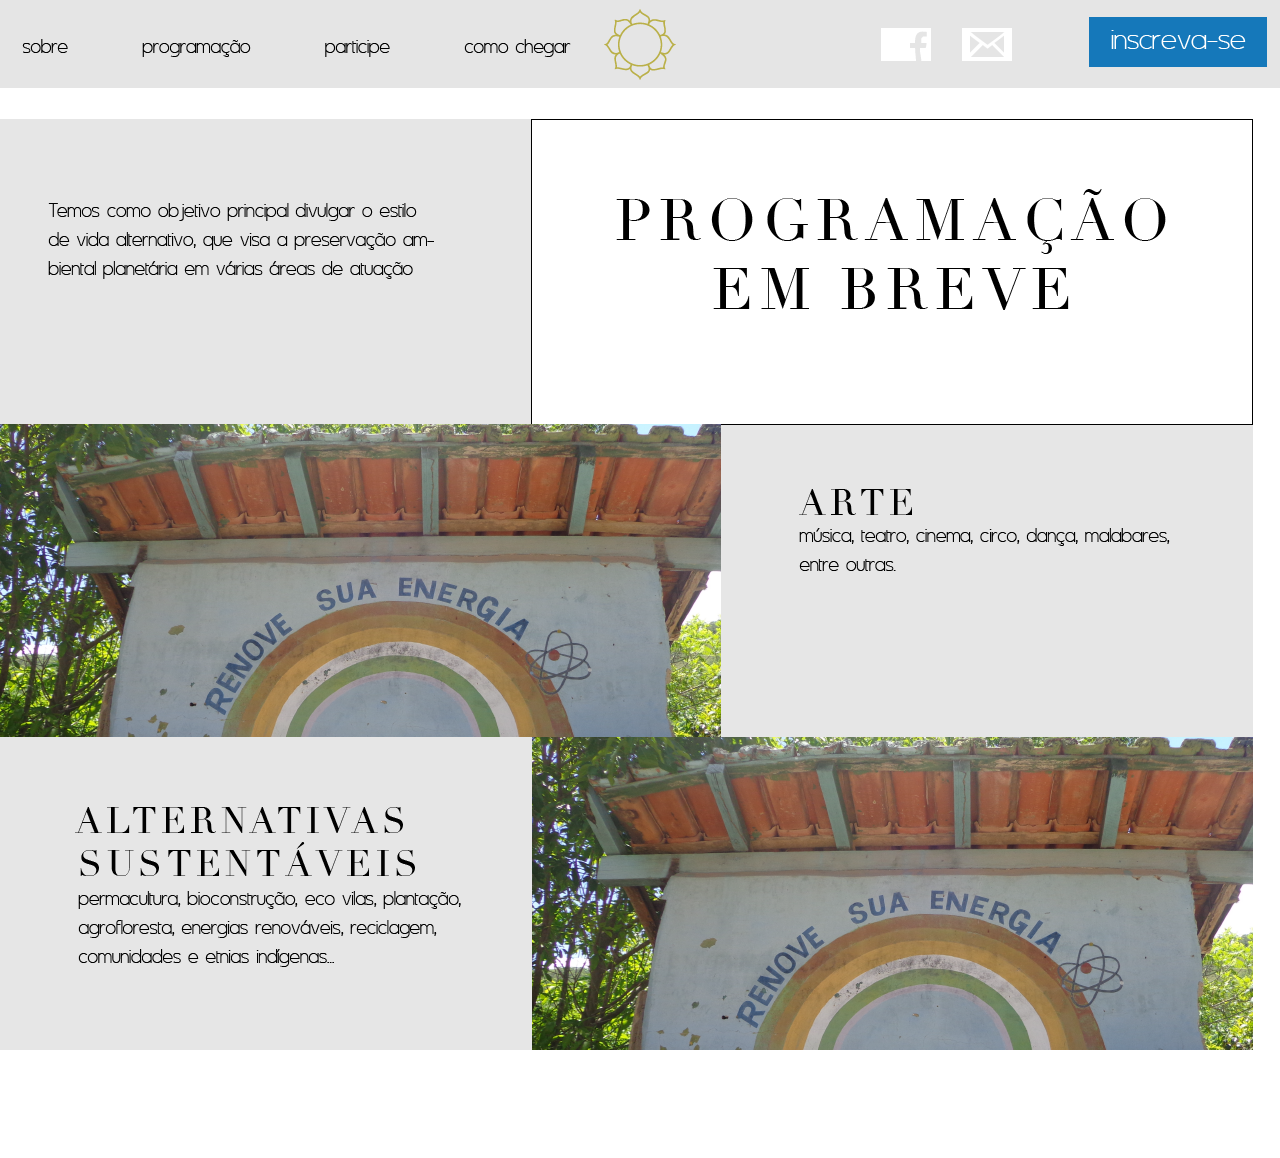 sobre programação participe como chegar inscreva-se
Temos como objetivo principal divulgar o estilo
de vida alternativo, que visa a preservação am-
biental planetária em várias áreas de atuação
PROGRAMAÇÃO
EM BREVE
RENOVE SUA ENERGIA
ARTE
música, teatro, cinema, circo, dança, malabares,
entre outras.
ALTERNATIVAS
SUSTENTÁVEIS
permacultura, bioconstrução, eco vilas, plantação,
agrofloresta, energias renováveis, reciclagem,
comunidades e etnias indígenas...
RENOVE SUA ENERGIA